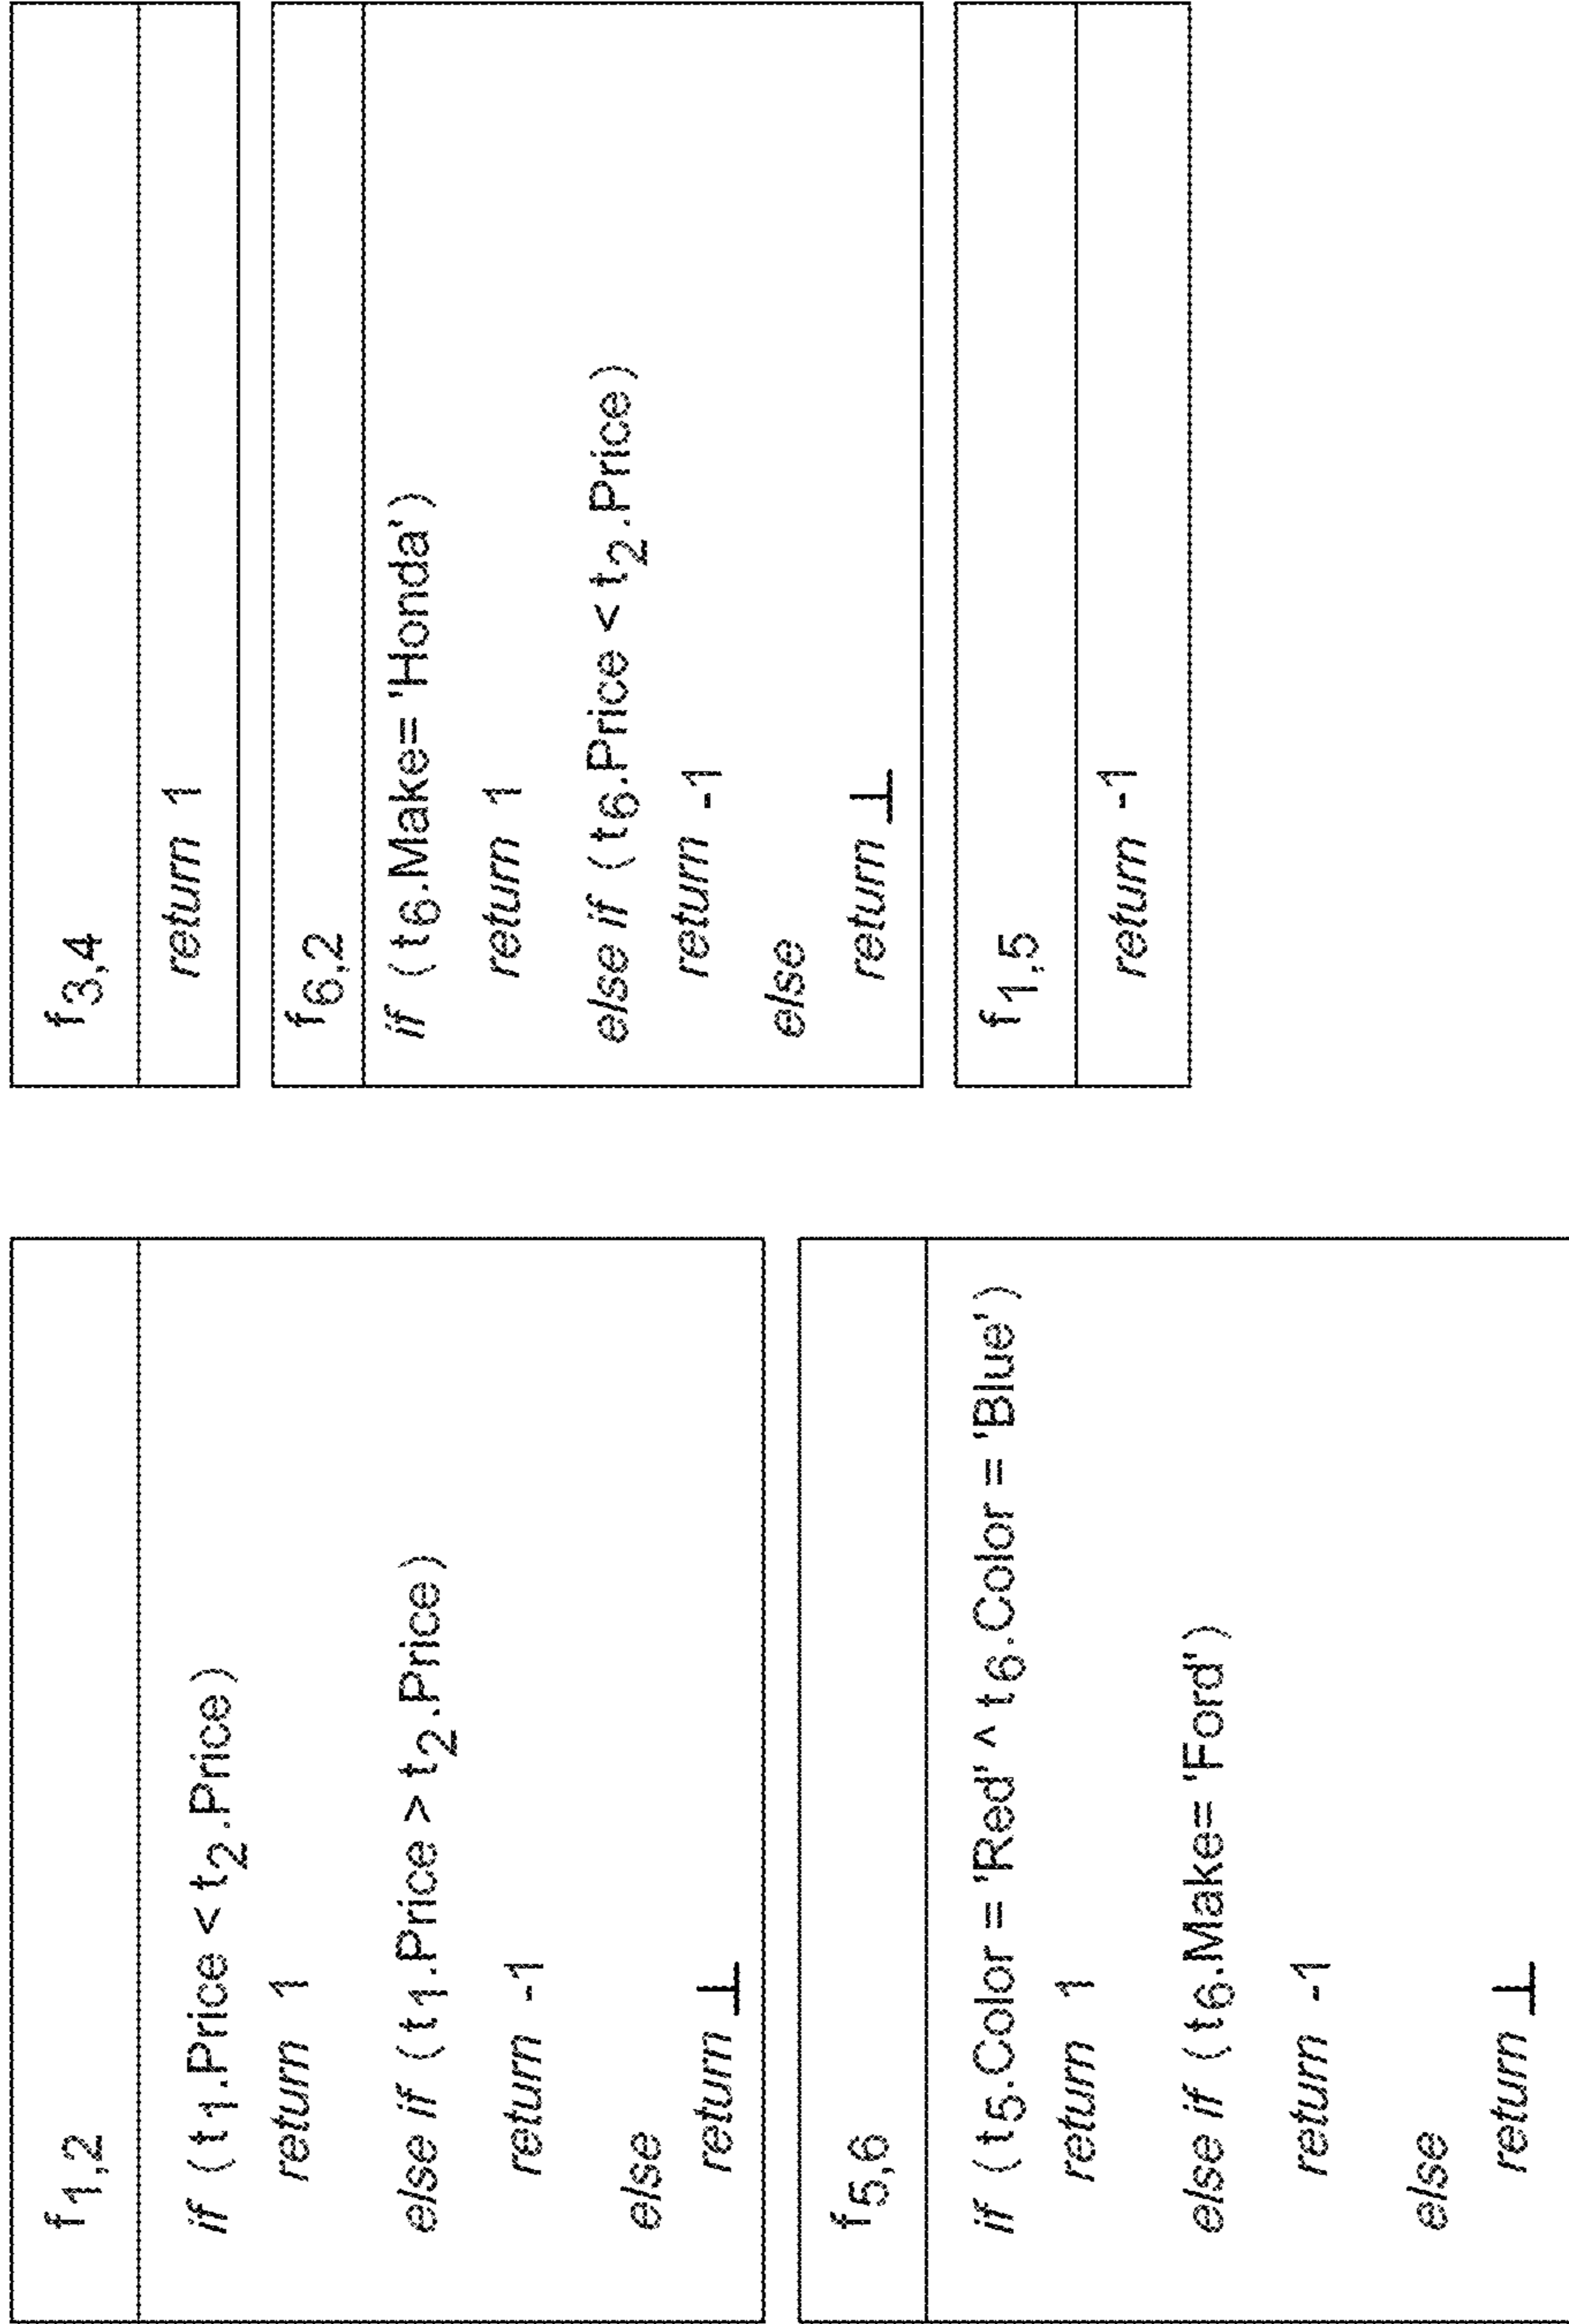 f1,2
if (t1.Price < t2.Price)
return 1
else if (t1.Price > t2.Price)
return -1
else
return ⊥
f5,6
if (t5.Color = 'Red' ^ t6.Color = 'Blue')
return 1
else if (t6.Make= 'Ford')
return -1
else
return ⊥
f3,4
return 1
f6,2
if (t6.Make= 'Honda')
return 1
else if (t6.Price < t2.Price)
return -1
else
return ⊥
f1,5
return -1